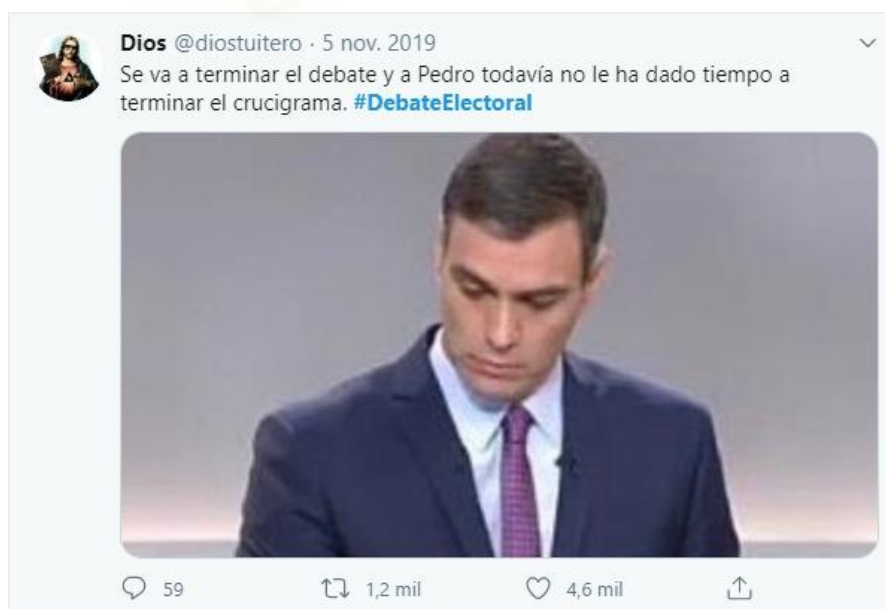 Dios @diostuitero · 5 nov. 2019
Se va a terminar el debate y a Pedro todavía no le ha dado tiempo a
terminar el crucigrama. #DebateElectoral
59 1,2 mil 4,6 mil